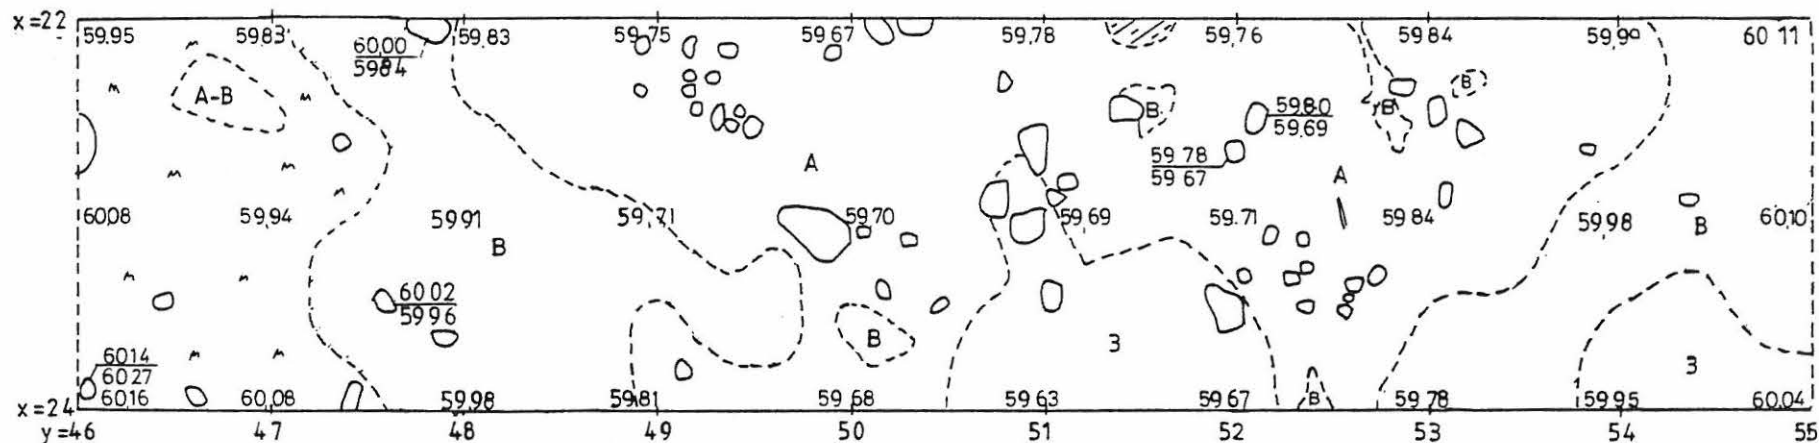 x=22
59.95 59.83 59.83 59.75 59.67 59.78 59.76 59.84 59.90 60 11
60.00
59 84
A-B
B
B
B
59.80
59.69
A
59 78
59 67
A
60.08 59.94 59.91 59.71 59.70 59.69 59.71 59.84 59.98 60.10
B
B
60 02
59 96
B
3
3
60 14
60 27
60 16 60.08 59.98 59.81 59 68 59 63 59.67 B 59.78 59.95 60.04
x=24
y=46 47 48 49 50 51 52 53 54 55